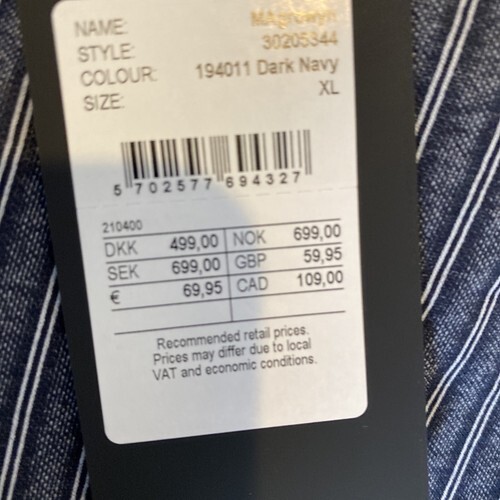 NAME:
STYLE: 30205344
COLOUR: 194011 Dark Navy
SIZE: XL
5 702577 694327
210400
DKK 499,00 NOK 699,00
SEK 699,00 GBP 59,95
€ 69,95 CAD 109,00
Recommended retail prices.
Prices may differ due to local
VAT and economic conditions.